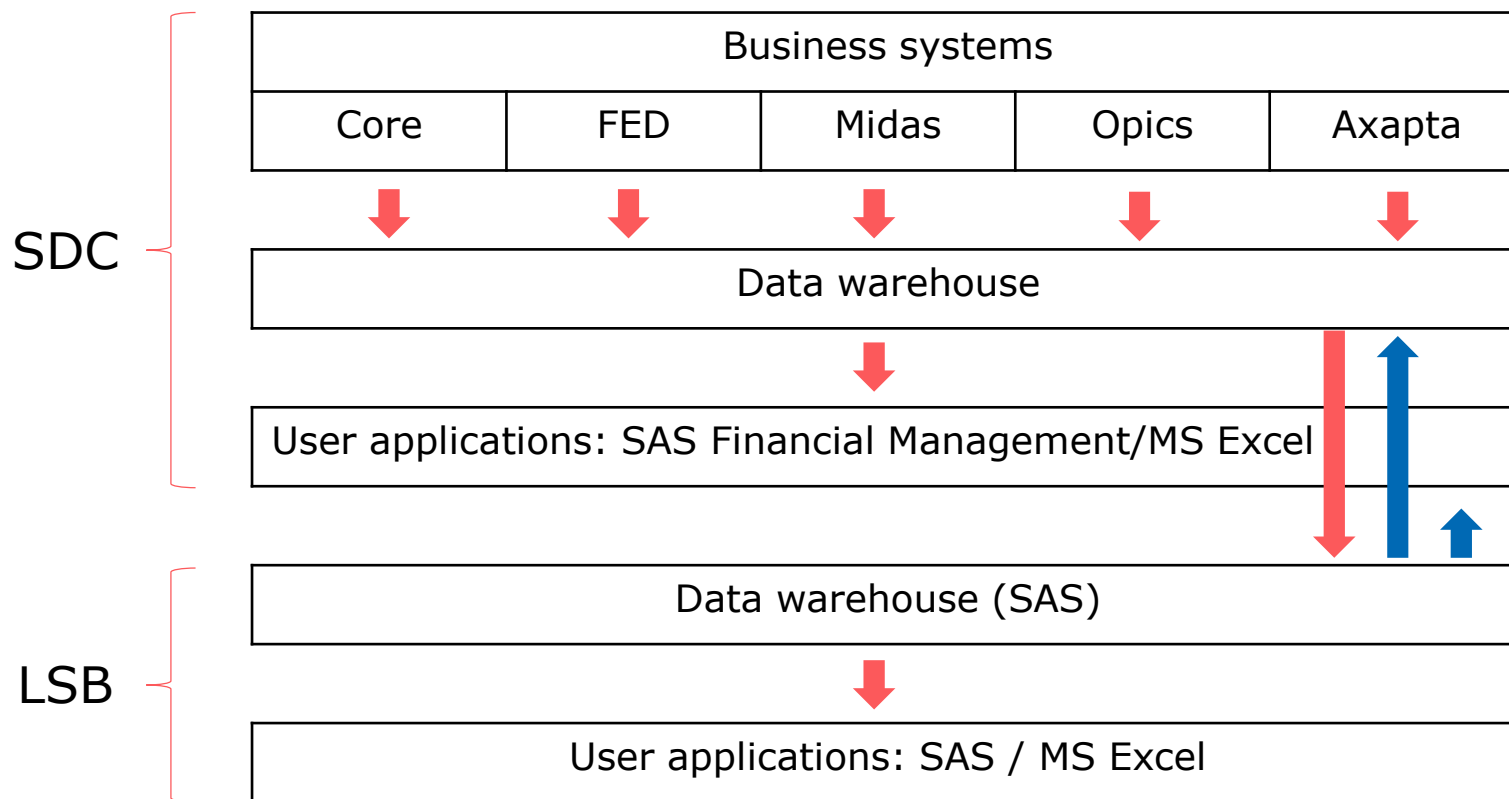 Business systems
Core FED Midas Opics Axapta
SDC
Data warehouse
User applications: SAS Financial Management/MS Excel
Data warehouse (SAS)
LSB
User applications: SAS / MS Excel